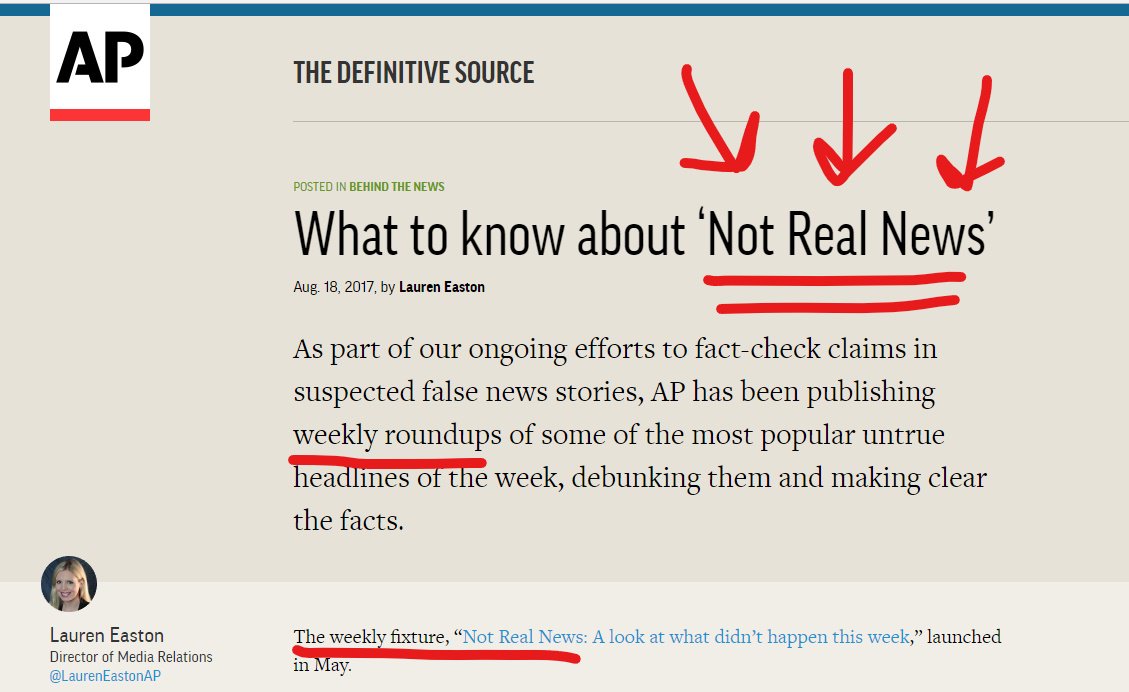 AP
THE DEFINITIVE SOURCE
POSTED IN BEHIND THE NEWS
What to know about ‘Not Real News’
Aug. 18, 2017, by Lauren Easton
As part of our ongoing efforts to fact-check claims in
suspected false news stories, AP has been publishing
weekly roundups of some of the most popular untrue
headlines of the week, debunking them and making clear
the facts.
Lauren Easton
Director of Media Relations
@LaurenEastonAP
The weekly fixture, “Not Real News: A look at what didn’t happen this week,” launched
in May.